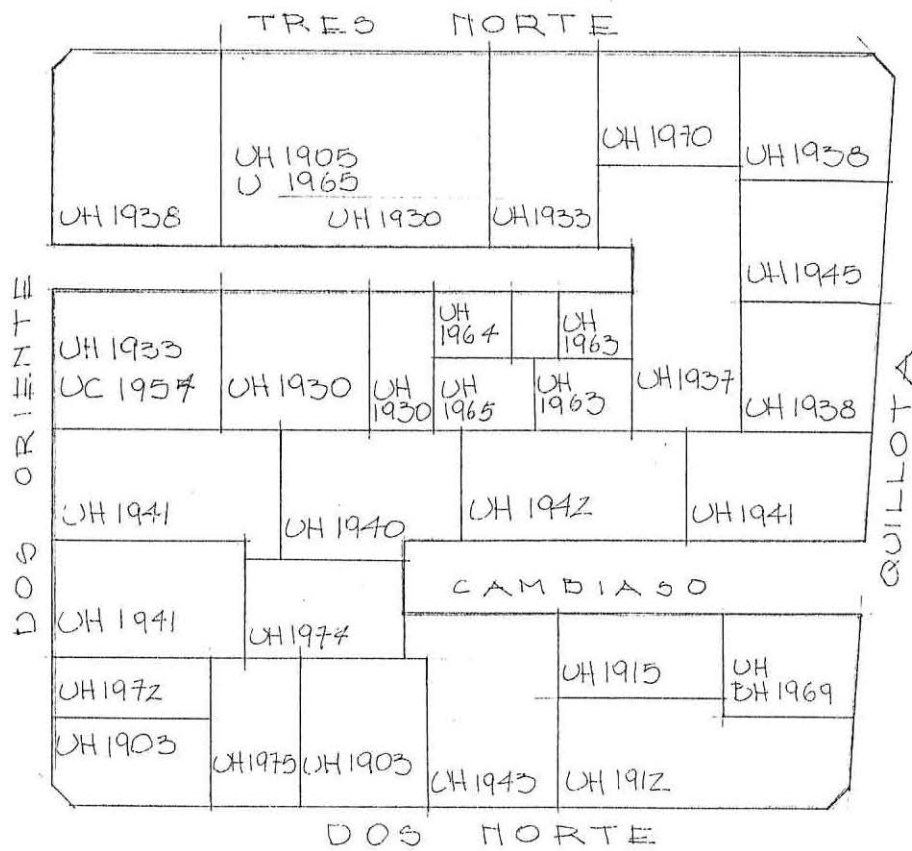 TRES NORTE
UH 1970
UH 1938
UH 1905
U 1965
UH 1938
UH 1930
UH 1933
UH 1945
DOS ORIENTE
UH
1964
UH
1963
UH 1933
UC 1954
UH 1930
UH
1930
UH
1965
UH
1963
UH 1937
UH 1938
QUILLOTA
UH 1941
UH 1940
UH 1942
UH 1941
CAMBIASO
UH 1941
UH 1974
UH 1915
UH
BH 1969
UH 1972
UH 1903
UH 1975
UH 1903
UH 1943
UH 1912
DOS NORTE